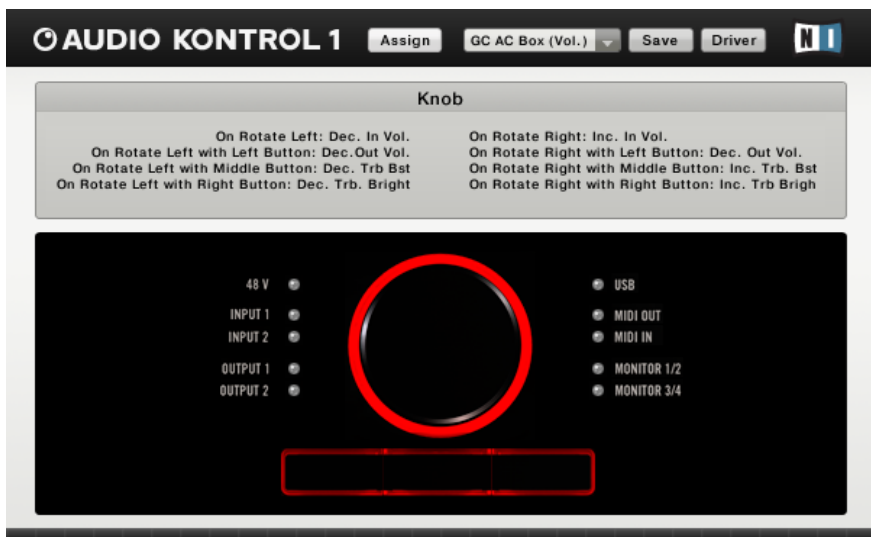 AUDIO KONTROL 1 Assign GC AC Box (Vol.) Save Driver NI
Knob
On Rotate Left: Dec. In Vol.
On Rotate Left with Left Button: Dec.Out Vol.
On Rotate Left with Middle Button: Dec. Trb Bst
On Rotate Left with Right Button: Dec. Trb. Bright
On Rotate Right: Inc. In Vol.
On Rotate Right with Left Button: Dec. Out Vol.
On Rotate Right with Middle Button: Inc. Trb. Bst
On Rotate Right with Right Button: Inc. Trb Brigh
48 V
INPUT 1
INPUT 2
OUTPUT 1
OUTPUT 2
USB
MIDI OUT
MIDI IN
MONITOR 1/2
MONITOR 3/4